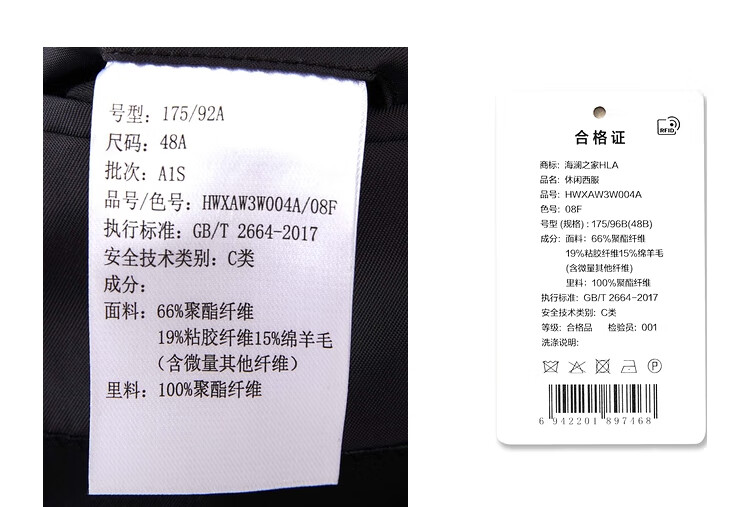 号型: 175/92A
尺码: 48A
批次: A1S
品号/色号: HWXAW3W004A/08F
执行标准: GB/T 2664-2017
安全技术类别: C类
成分:
面料: 66%聚酯纤维
19%粘胶纤维15%绵羊毛
(含微量其他纤维)
里料: 100%聚酯纤维
RFID
合格证
商标: 海澜之家HLA
品名: 休闲西服
品号: HWXAW3W004A
色号: 08F
号型(规格): 175/96B(48B)
成分: 面料: 66%聚酯纤维
19%粘胶纤维15%绵羊毛
(含微量其他纤维)
里料: 100%聚酯纤维
执行标准: GB/T 2664-2017
安全技术类别: C类
等级: 合格品 检验员: 001
洗涤说明:
P
6 942201 897468